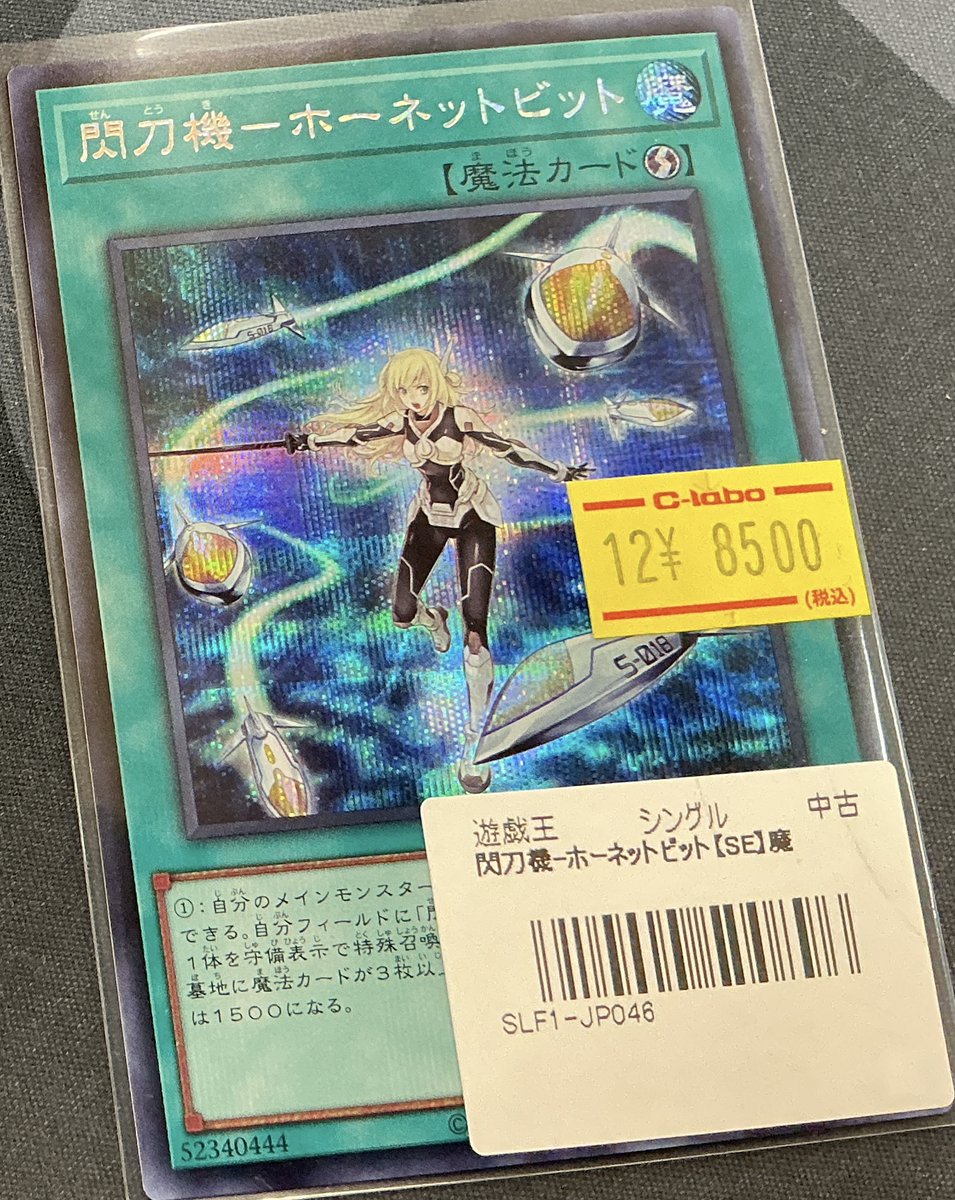 閃刀機－ホーネットビット 魔
【魔法カード】
S-018
C-labo
12¥ 8500
(税込)
S-018
遊戯王 シングル 中古
閃刀機-ホーネットビット【SE】魔
SLF1-JP046
①：自分のメインモンスター
できる。自分フィールドに「閃
1体を守備表示で特殊召喚
墓地に魔法カードが3枚以上
は1500になる。
52340444
©